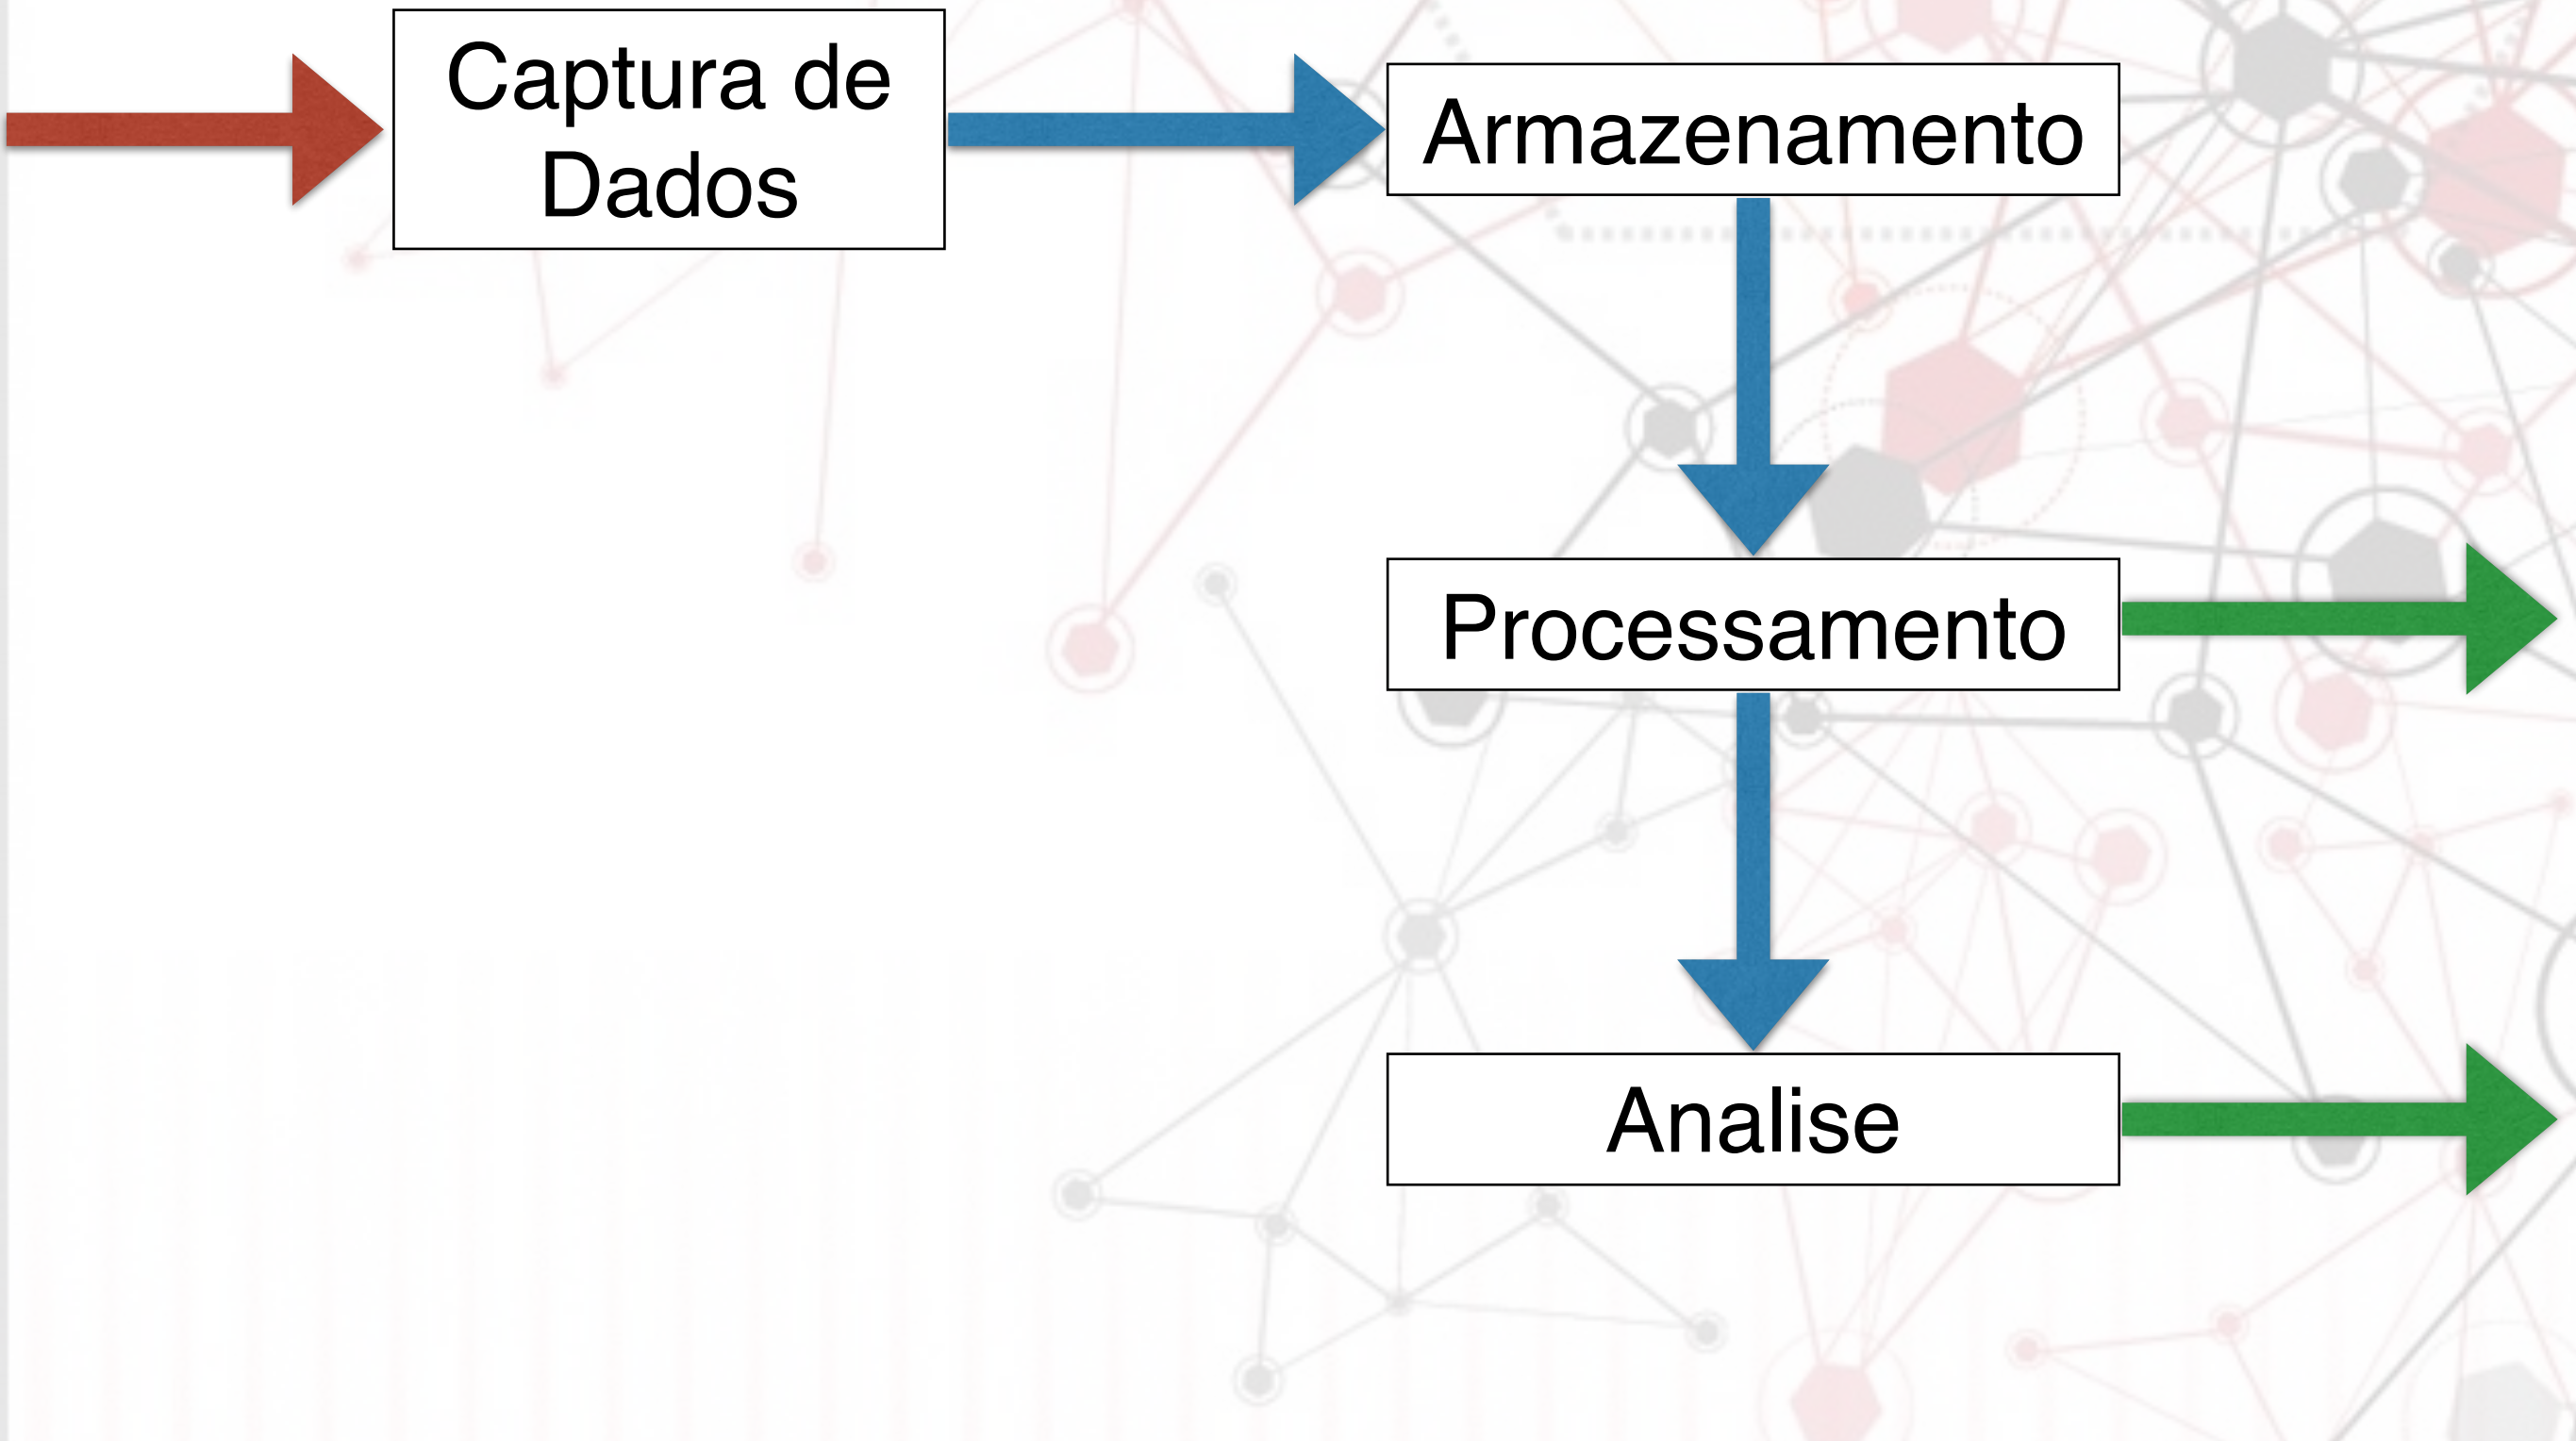 Captura de
Dados
Armazenamento
Processamento
Analise